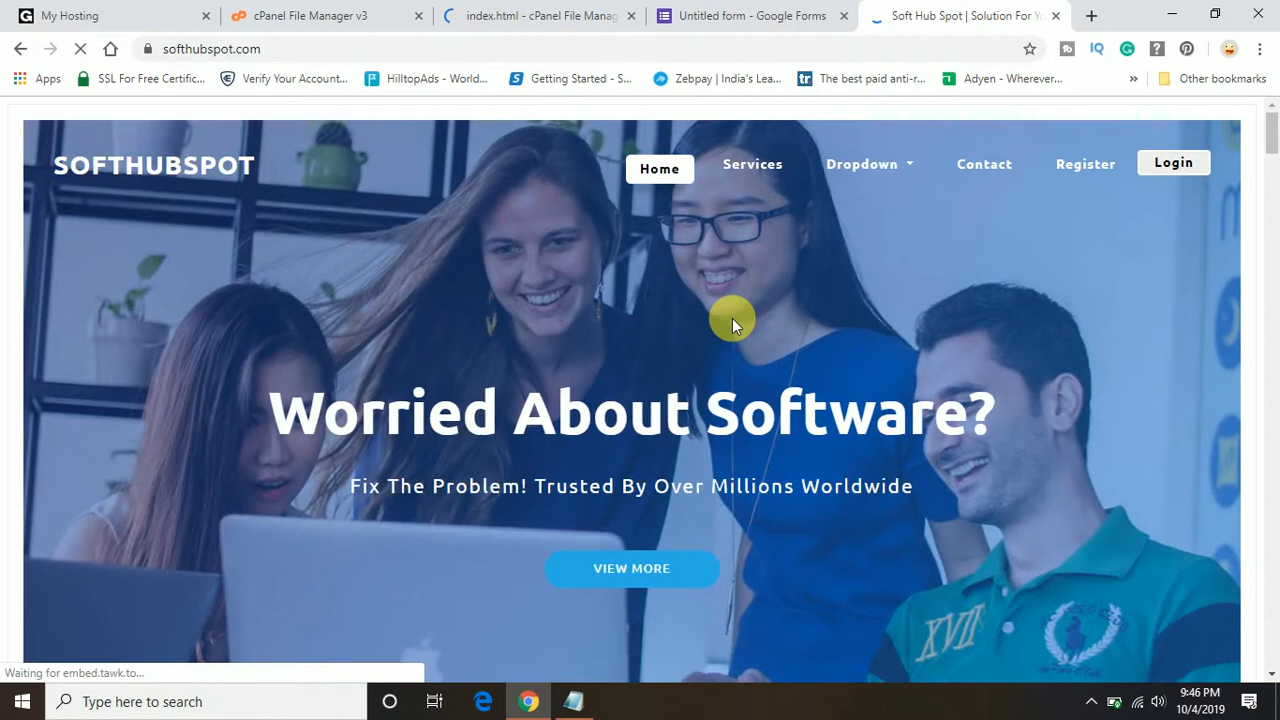 My Hosting
cPanel File Manager v3
index.html - cPanel File Manag
Untitled form - Google Forms
Soft Hub Spot | Solution For Yo
softhubspot.com
Apps
SSL For Free Certific...
Verify Your Account...
HilltopAds - World...
Getting Started - S...
Zebpay | India's Lea...
The best paid anti-r...
Adyen - Wherever...
Other bookmarks
SOFTHUBSPOT
Home
Services
Dropdown
Contact
Register
Login
Worried About Software?
Fix The Problem! Trusted By Over Millions Worldwide
VIEW MORE
XVII
Waiting for embed.tawk.to...
Type here to search
9:46 PM
10/4/2019